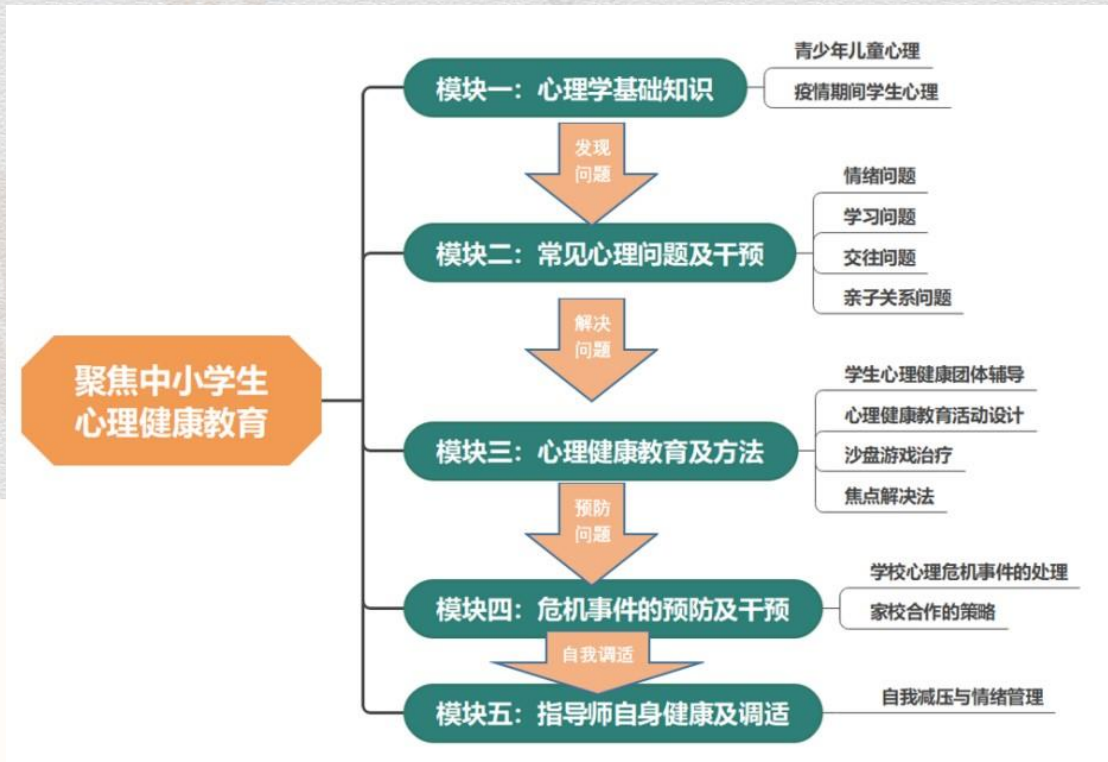 聚焦中小学生
心理健康教育
模块一：心理学基础知识
青少年儿童心理
疫情期间学生心理
发现
问题
模块二：常见心理问题及干预
情绪问题
学习问题
交往问题
亲子关系问题
解决
问题
模块三：心理健康教育及方法
学生心理健康团体辅导
心理健康教育活动设计
沙盘游戏治疗
焦点解决法
预防
问题
模块四：危机事件的预防及干预
学校心理危机事件的处理
家校合作的策略
自我调适
模块五：指导师自身健康及调适
自我减压与情绪管理